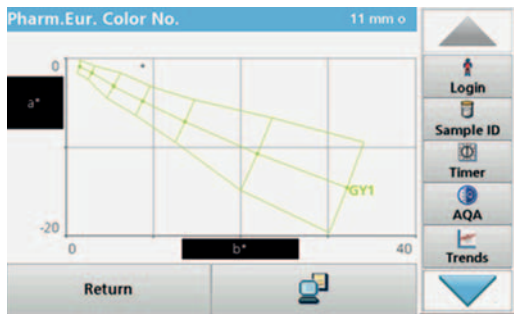 Pharm.Eur. Color No. 11 mm o
0
a*
GY1
-20
0 b* 40
Return
Login
Sample ID
Timer
AQA
Trends